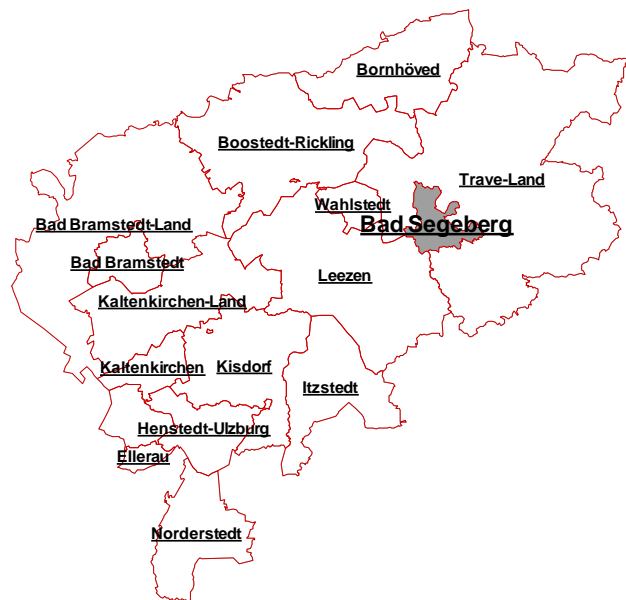 Bornhöved
Boostedt-Rickling
Trave-Land
Wahlstedt
Bad Segeberg
Bad Bramstedt-Land
Bad Bramstedt
Leezen
Kaltenkirchen-Land
Kaltenkirchen
Kisdorf
Itzstedt
Henstedt-Ulzburg
Ellerau
Norderstedt